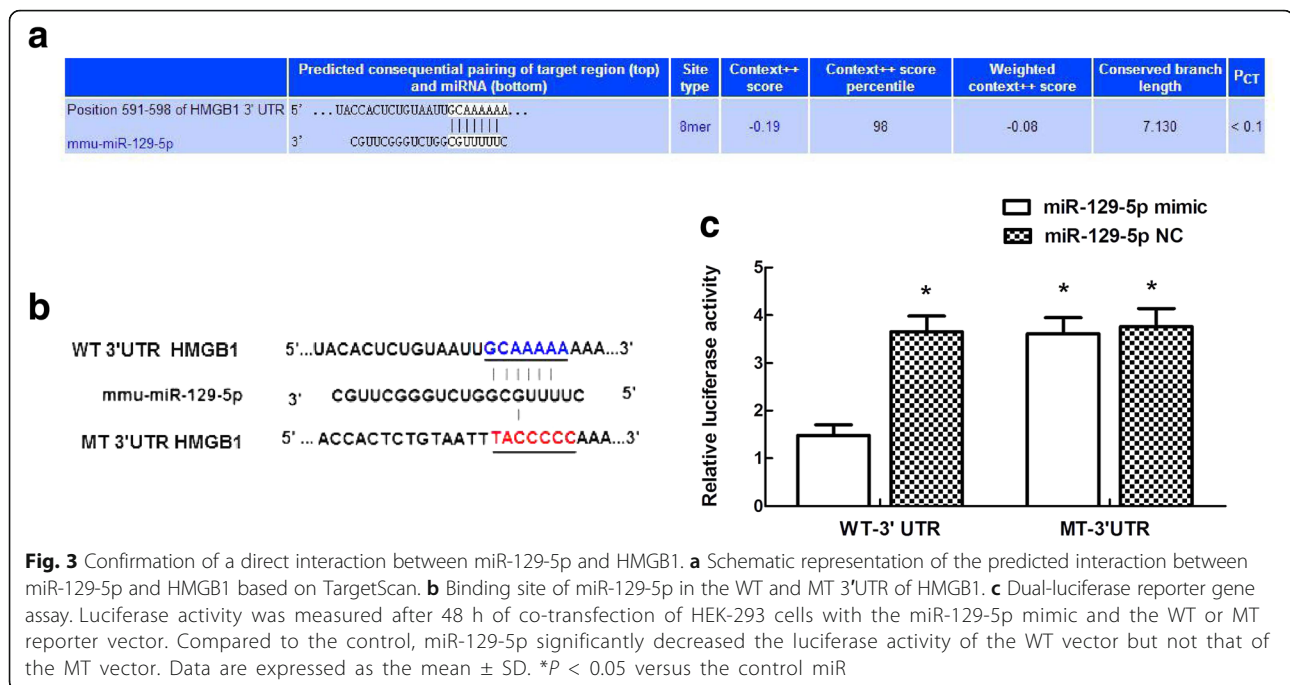 a
Predicted consequential pairing of target region (top) and miRNA (bottom)
Site type
Context++ score
Context++ score percentile
Weighted context++ score
Conserved branch length
PCT
Position 591-598 of HMGB1 3' UTR 5' ...UACCACUCUGUAAUUGCAAAAAA...
mmu-miR-129-5p 3' CGUUCGGGUCUGGCGUUUUUC
8mer -0.19 98 -0.08 7.130 < 0.1
b
WT 3'UTR HMGB1 5'...UACACUCUGUAAUUGCAAAAAAAA...3'
mmu-miR-129-5p 3' CGUUCGGGUCUGGCGUUUUC 5'
MT 3'UTR HMGB1 5' ... ACCACTCTGTAATT TACCCCCAAA...3'
c
miR-129-5p mimic
miR-129-5p NC
Relative luciferase activity
5
4
3
2
1
0
* * *
WT-3' UTR MT-3'UTR
Fig. 3 Confirmation of a direct interaction between miR-129-5p and HMGB1. a Schematic representation of the predicted interaction between
miR-129-5p and HMGB1 based on TargetScan. b Binding site of miR-129-5p in the WT and MT 3′UTR of HMGB1. c Dual-luciferase reporter gene
assay. Luciferase activity was measured after 48 h of co-transfection of HEK-293 cells with the miR-129-5p mimic and the WT or MT
reporter vector. Compared to the control, miR-129-5p significantly decreased the luciferase activity of the WT vector but not that of
the MT vector. Data are expressed as the mean ± SD. *P < 0.05 versus the control miR